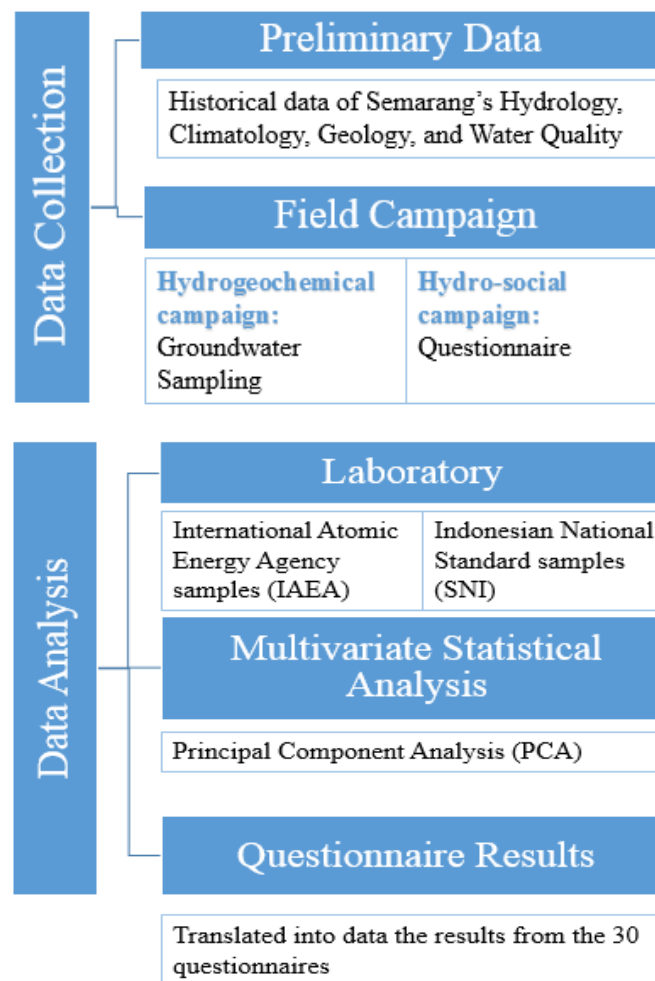 Data Collection
Preliminary Data
Historical data of Semarang's Hydrology,
Climatology, Geology, and Water Quality
Field Campaign
Hydrogeochemical
campaign:
Groundwater
Sampling
Hydro-social
campaign:
Questionnaire
Data Analysis
Laboratory
International Atomic
Energy Agency
samples (IAEA)
Indonesian National
Standard samples
(SNI)
Multivariate Statistical
Analysis
Principal Component Analysis (PCA)
Questionnaire Results
Translated into data the results from the 30
questionnaires